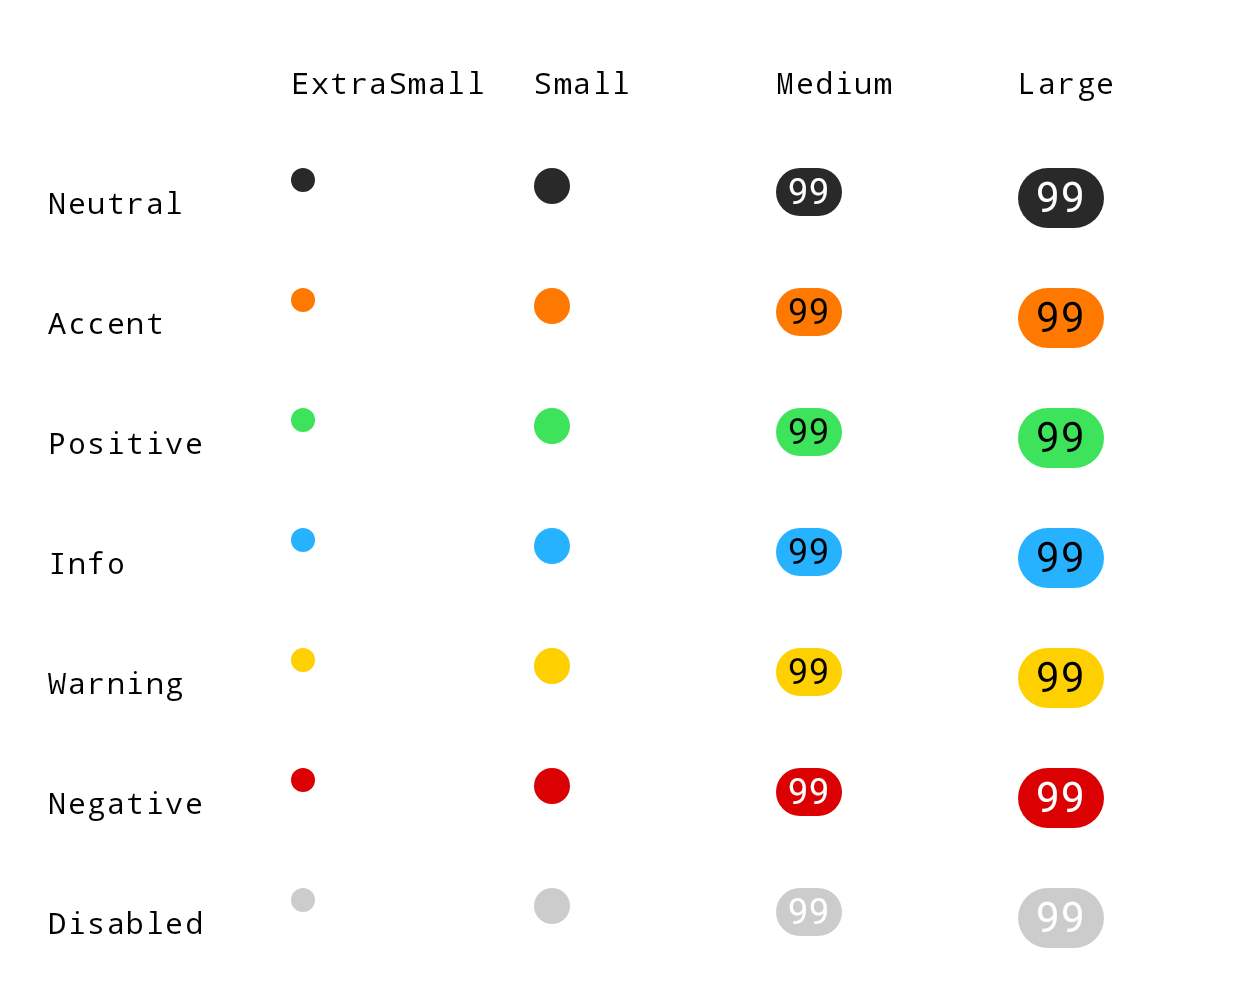 ExtraSmall Small Medium Large
Neutral 99 99
Accent 99 99
Positive 99 99
Info 99 99
Warning 99 99
Negative 99 99
Disabled 99 99